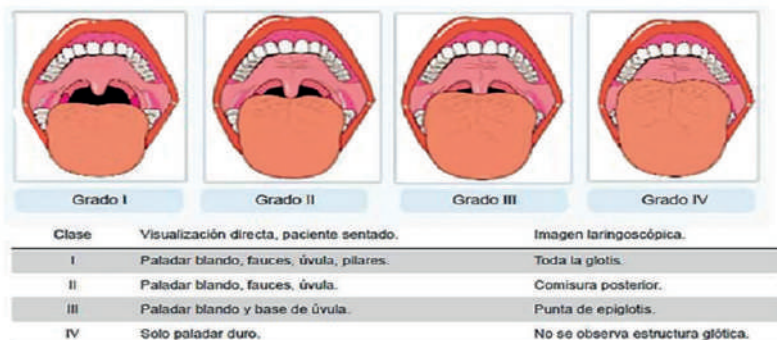 Grado I Grado II Grado III Grado IV
Clase Visualización directa, paciente sentado. Imagen laringoscópica.
I Paladar blando, fauces, úvula, pilares. Toda la glotis.
II Paladar blando, fauces, úvula. Comisura posterior.
III Paladar blando y base de úvula. Punta de epiglotis.
IV Solo paladar duro. No se observa estructura glótica.